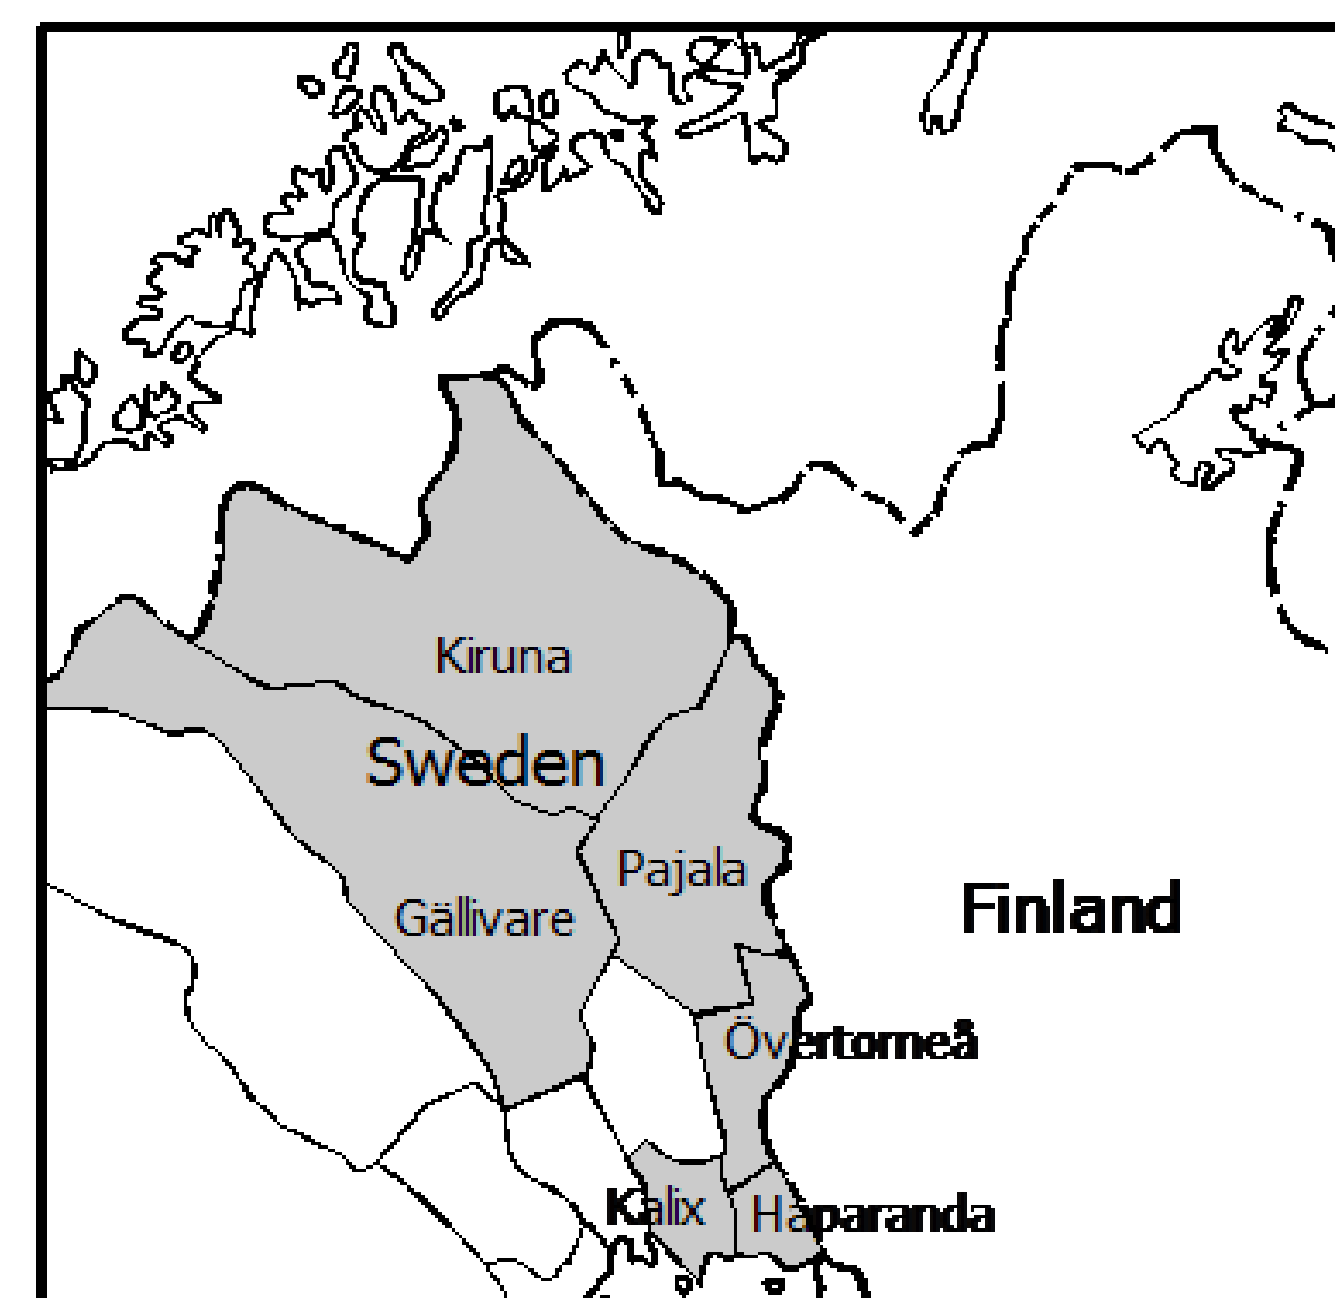 Kiruna
Sweden
Pajala
Gällivare
Finland
Övertorneå
Kalix
Haparanda